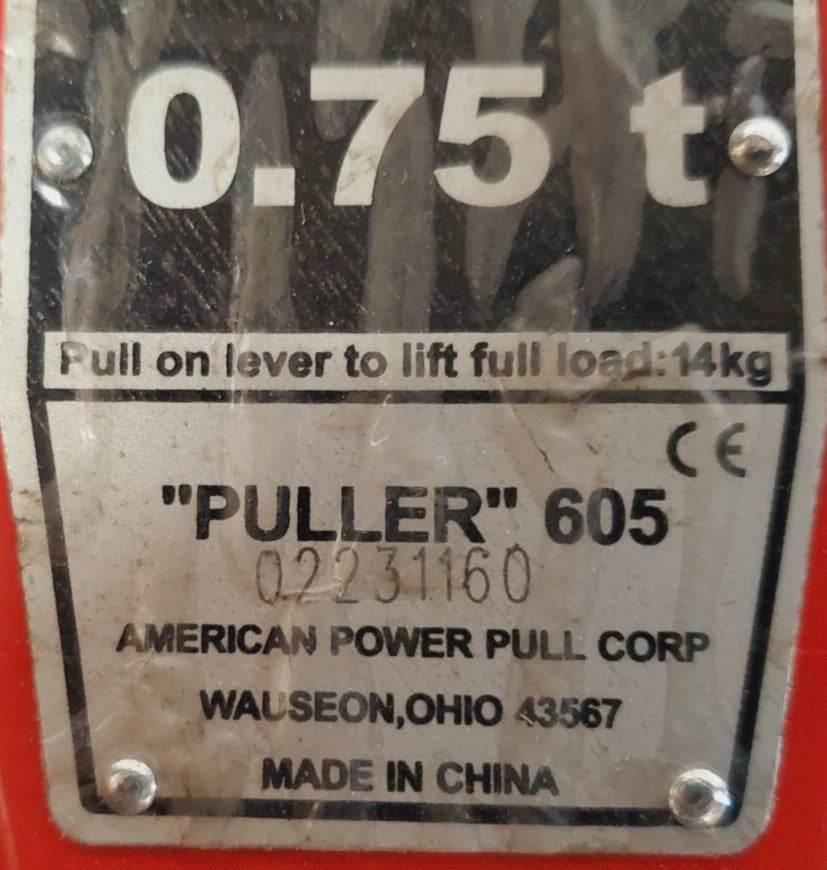 0.75 t
Pull on lever to lift full load:14kg
CE
"PULLER" 605
02231160
AMERICAN POWER PULL CORP
WAUSEON,OHIO 43567
MADE IN CHINA